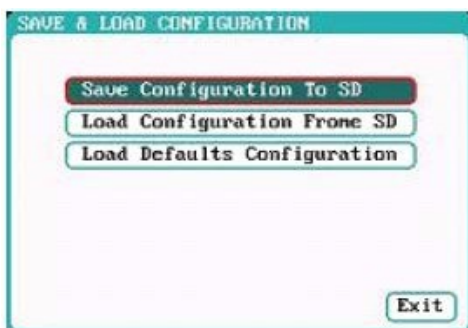 SAVE & LOAD CONFIGURATION
Save Configuration To SD
Load Configuration Frome SD
Load Defaults Configuration
Exit